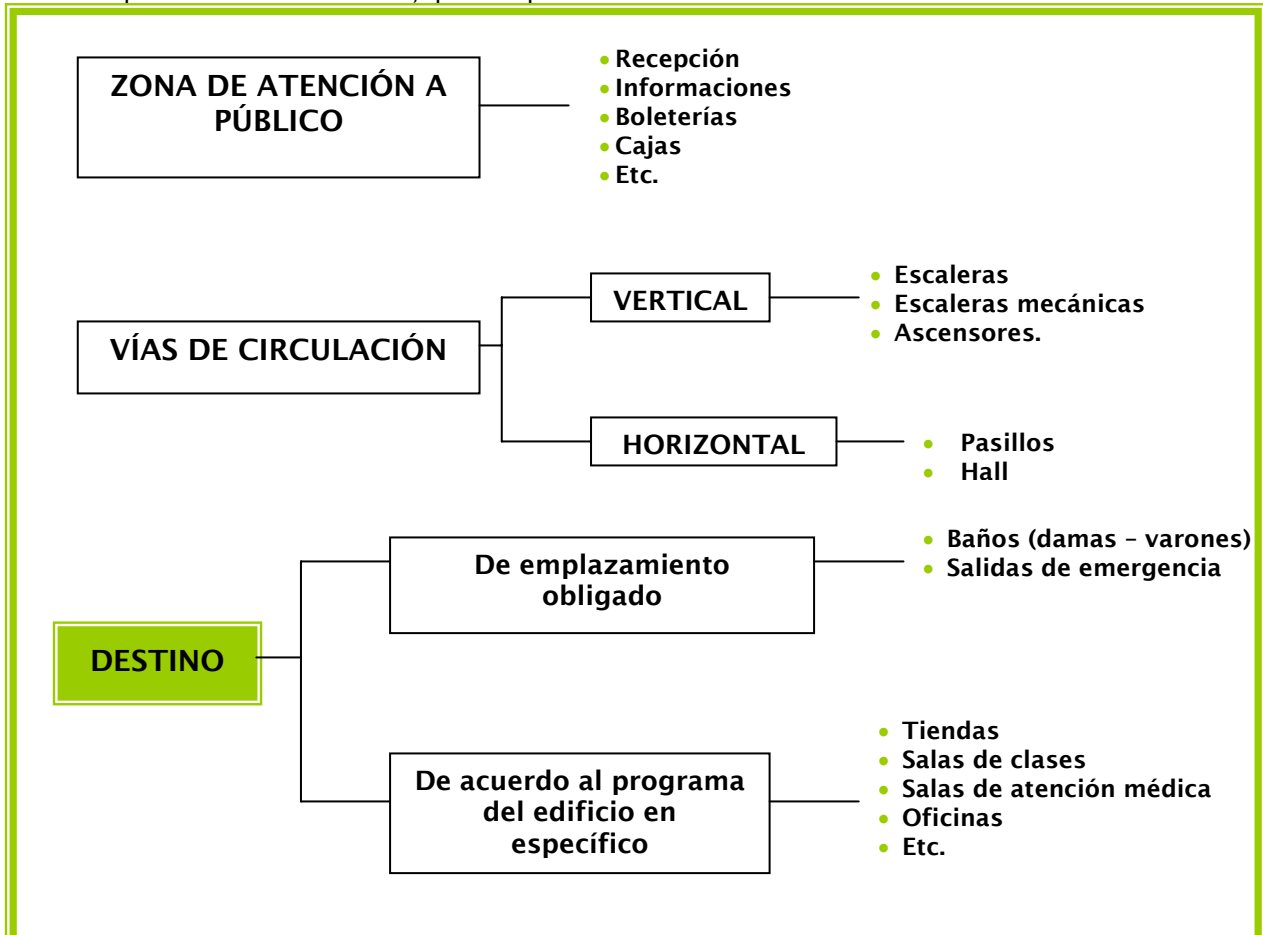 ZONA DE ATENCIÓN A
PÚBLICO
• Recepción
• Informaciones
• Boleterías
• Cajas
• Etc.
VÍAS DE CIRCULACIÓN
VERTICAL
• Escaleras
• Escaleras mecánicas
• Ascensores.
HORIZONTAL
• Pasillos
• Hall
DESTINO
De emplazamiento
obligado
• Baños (damas – varones)
• Salidas de emergencia
De acuerdo al programa
del edificio en
específico
• Tiendas
• Salas de clases
• Salas de atención médica
• Oficinas
• Etc.